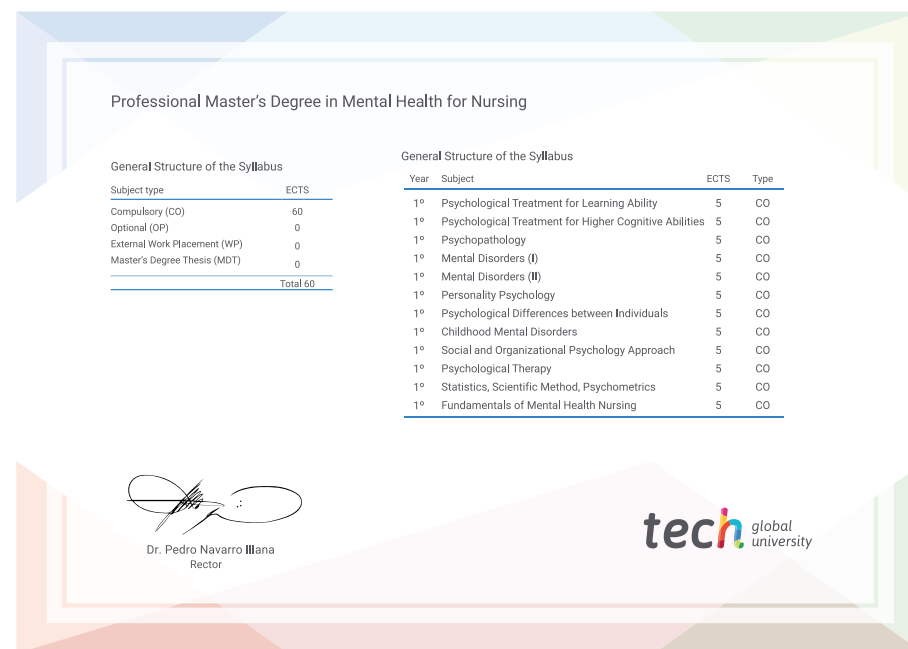 Professional Master's Degree in Mental Health for Nursing
General Structure of the Syllabus
Subject type ECTS
Compulsory (CO) 60
Optional (OP) 0
External Work Placement (WP) 0
Master's Degree Thesis (MDT) 0
Total 60
General Structure of the Syllabus
Year Subject ECTS Type
1º Psychological Treatment for Learning Ability 5 CO
1º Psychological Treatment for Higher Cognitive Abilities 5 CO
1º Psychopathology 5 CO
1º Mental Disorders (I) 5 CO
1º Mental Disorders (II) 5 CO
1º Personality Psychology 5 CO
1º Psychological Differences between Individuals 5 CO
1º Childhood Mental Disorders 5 CO
1º Social and Organizational Psychology Approach 5 CO
1º Psychological Therapy 5 CO
1º Statistics, Scientific Method, Psychometrics 5 CO
1º Fundamentals of Mental Health Nursing 5 CO
Dr. Pedro Navarro Illana
Rector
tech global
university